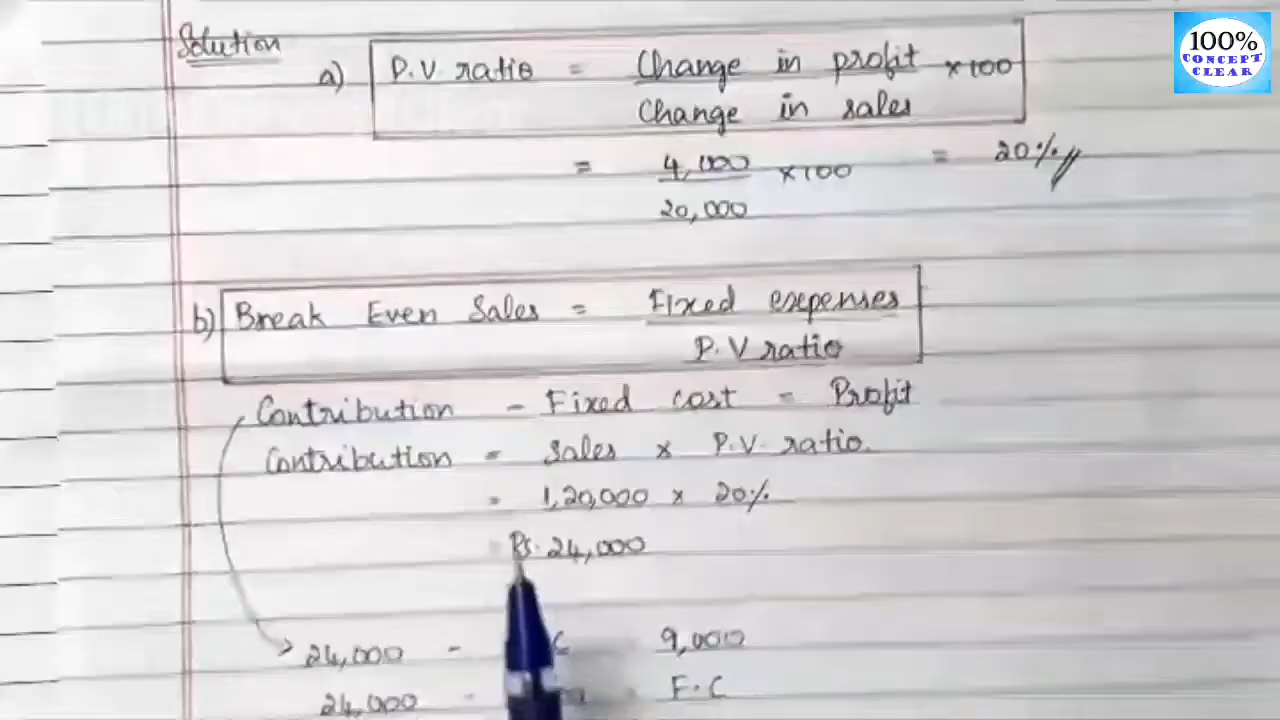 Solution
100%
CONCEPT
CLEAR
a) P.V. ratio = Change in profit × 100
Change in sales
= 4,000 × 100 = 20%
20,000
b) Break Even Sales = Fixed expenses
P.V ratio
Contribution - Fixed cost = Profit
Contribution = Sales × P.V. ratio
= 1,20,000 × 20%
= Rs. 24,000
24,000 - C 9,000
24,000 - F.C